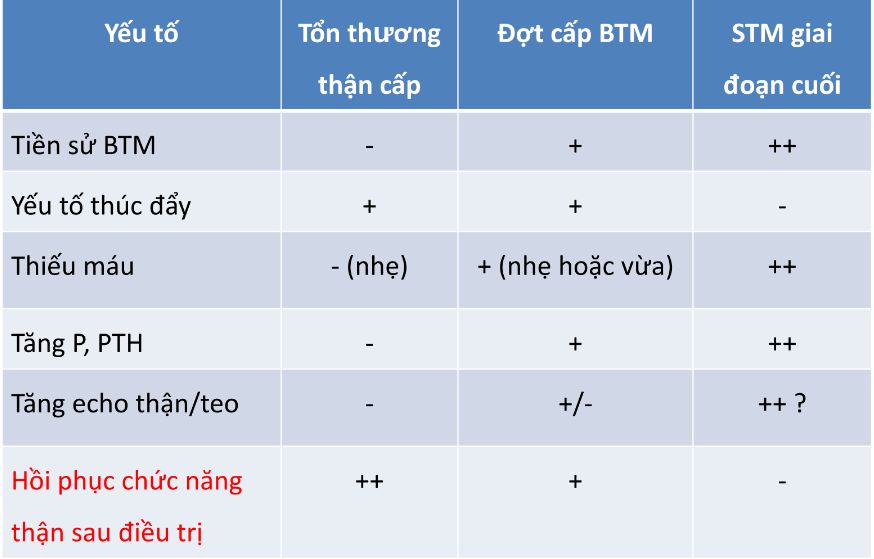 Yếu tố Tổn thương thận cấp Đợt cấp BTM STM giai đoạn cuối
Tiền sử BTM - + ++
Yếu tố thúc đẩy + + -
Thiếu máu - (nhẹ) + (nhẹ hoặc vừa) ++
Tăng P, PTH - + ++
Tăng echo thận/teo - +/- ++ ?
Hồi phục chức năng thận sau điều trị ++ + -